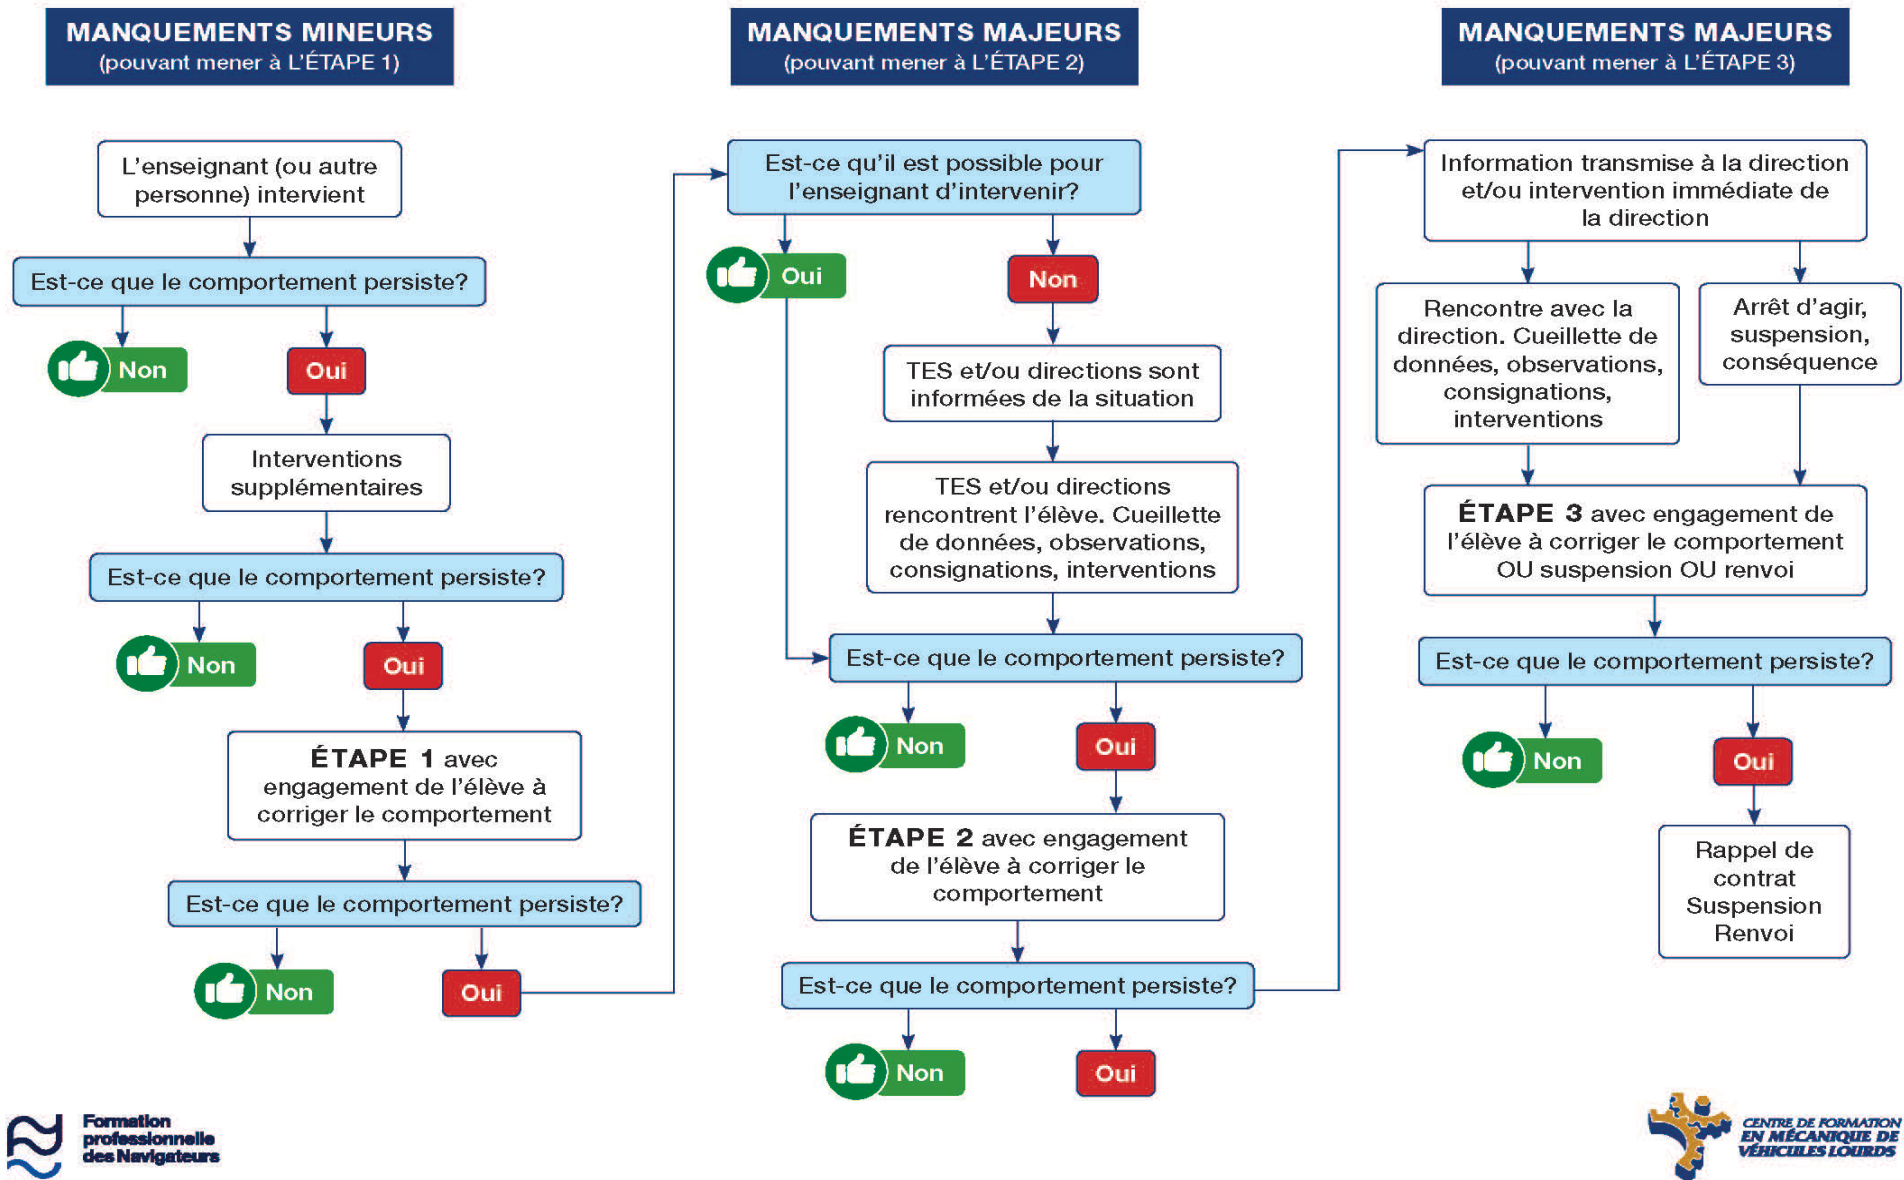 MANQUEMENTS MINEURS
(pouvant mener à L'ÉTAPE 1)
L'enseignant (ou autre
personne) intervient
Est-ce que le comportement persiste?
Non
Oui
Interventions
supplémentaires
Est-ce que le comportement persiste?
Non
Oui
ÉTAPE 1 avec
engagement de l'élève à
corriger le comportement
Est-ce que le comportement persiste?
Non
Oui
MANQUEMENTS MAJEURS
(pouvant mener à L'ÉTAPE 2)
Est-ce qu'il est possible pour
l'enseignant d'intervenir?
Oui
Non
TES et/ou directions sont
informées de la situation
TES et/ou directions
rencontrent l'élève. Cueillette
de données, observations,
consignations, interventions
Est-ce que le comportement persiste?
Non
Oui
ÉTAPE 2 avec engagement
de l'élève à corriger le
comportement
Est-ce que le comportement persiste?
Non
Oui
MANQUEMENTS MAJEURS
(pouvant mener à L'ÉTAPE 3)
Information transmise à la direction
et/ou intervention immédiate de
la direction
Rencontre avec la
direction. Cueillette de
données, observations,
consignations,
interventions
Arrêt d'agir,
suspension,
conséquence
ÉTAPE 3 avec engagement de
l'élève à corriger le comportement
OU suspension OU renvoi
Est-ce que le comportement persiste?
Non
Oui
Rappel de
contrat
Suspension
Renvoi
Formation
professionnelle
des Navigateurs
CENTRE DE FORMATION
EN MÉCANIQUE DE
VÉHICULES LOURDS